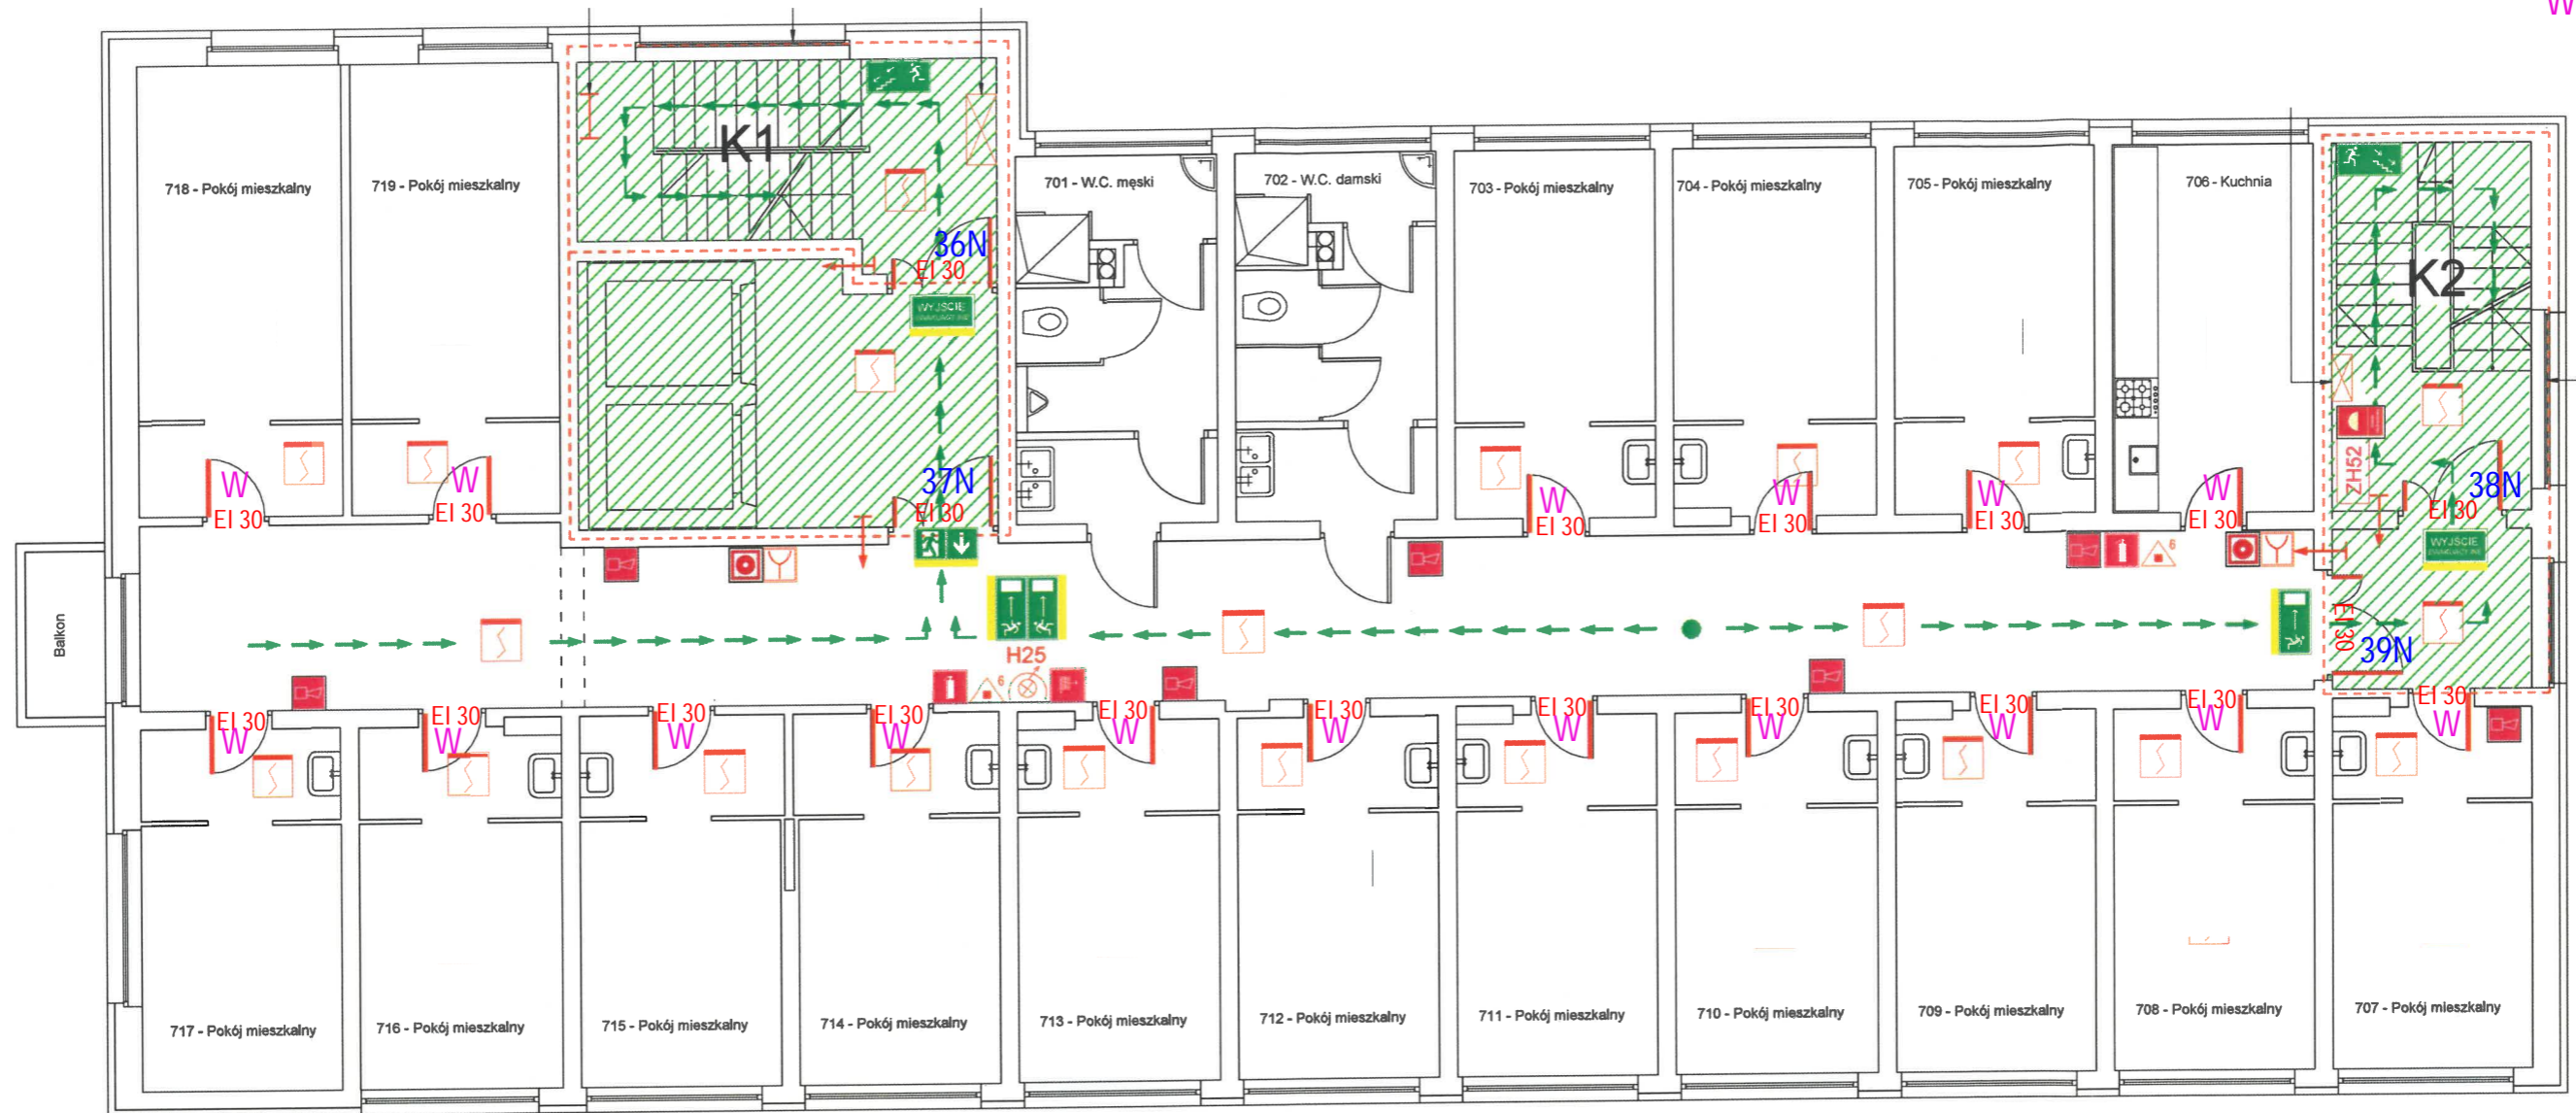 W
K1
718 - Pokój mieszkalny
719 - Pokój mieszkalny
701 - W.C. męski
702 - W.C. damski
703 - Pokój mieszkalny
704 - Pokój mieszkalny
705 - Pokój mieszkalny
706 - Kuchnia
36N
EI 30
K2
WYJŚCIE
W
EI 30
W
EI 30
37N
EI 30
W
EI 30
W
EI 30
W
EI 30
W
EI 30
ZH52
38N
EI 30
WYJŚCIE
6
Balkon
EI 30
39N
H25
6
EI 30
W
EI 30
W
EI 30
W
EI 30
W
EI 30
W
EI 30
W
EI 30
W
EI 30
W
EI 30
W
EI 30
W
EI 30
W
717 - Pokój mieszkalny
716 - Pokój mieszkalny
715 - Pokój mieszkalny
714 - Pokój mieszkalny
713 - Pokój mieszkalny
712 - Pokój mieszkalny
711 - Pokój mieszkalny
710 - Pokój mieszkalny
709 - Pokój mieszkalny
708 - Pokój mieszkalny
707 - Pokój mieszkalny